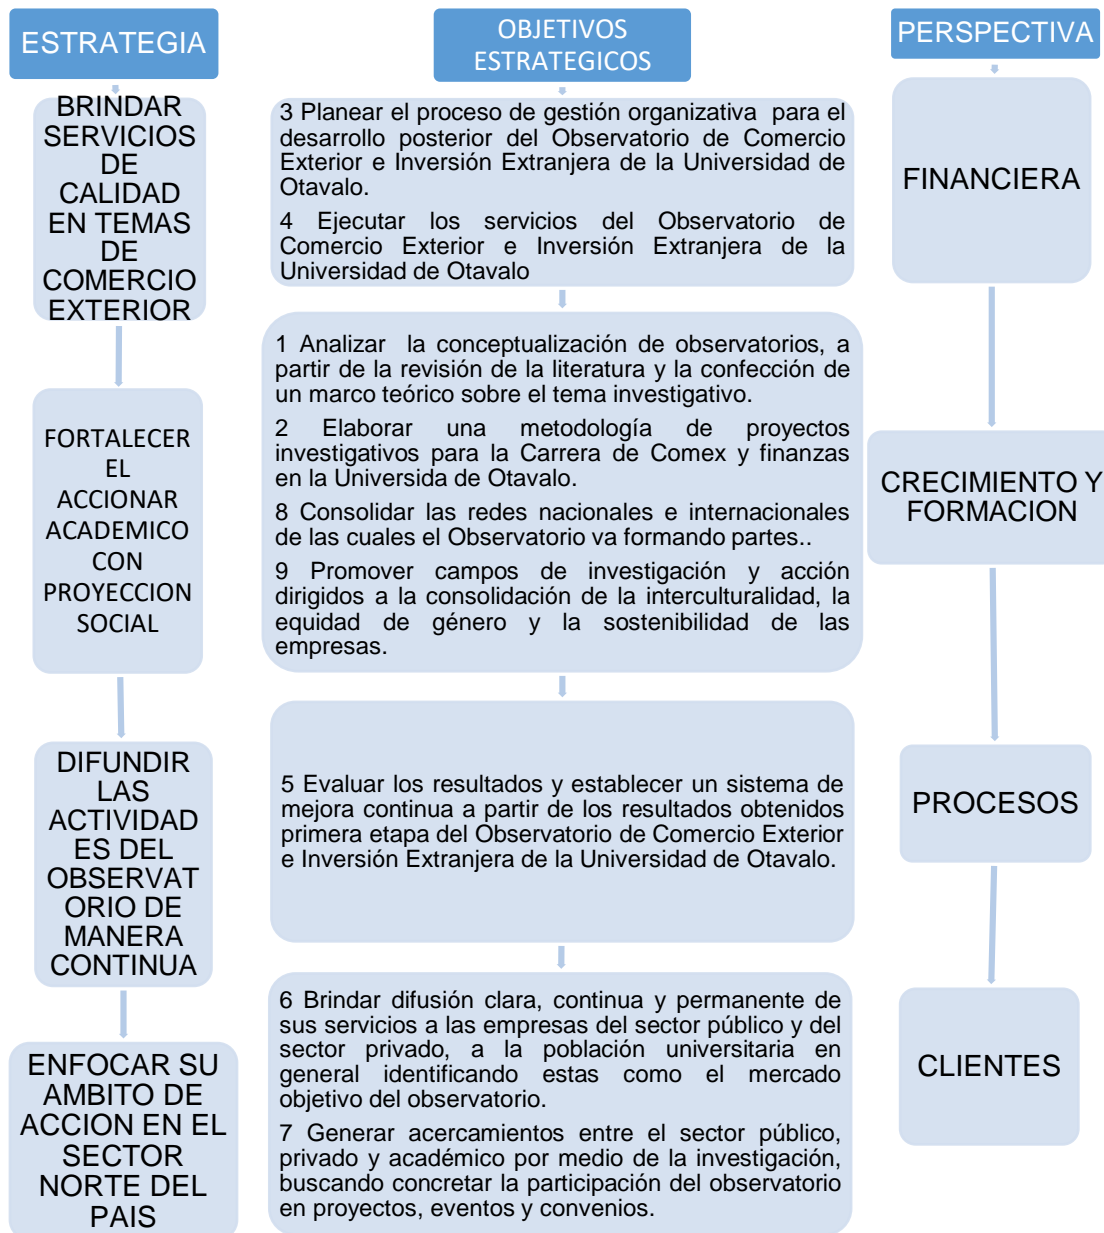 ESTRATEGIA
BRINDAR
SERVICIOS
DE
CALIDAD
EN TEMAS
DE
COMERCIO
EXTERIOR
FORTALECER
EL
ACCIONAR
ACADEMICO
CON
PROYECCION
SOCIAL
DIFUNDIR
LAS
ACTIVIDAD
ES DEL
OBSERVAT
ORIO DE
MANERA
CONTINUA
ENFOCAR SU
AMBITO DE
ACCION EN EL
SECTOR
NORTE DEL
PAIS
OBJETIVOS
ESTRATEGICOS
3 Planear el proceso de gestión organizativa para el
desarrollo posterior del Observatorio de Comercio
Exterior e Inversión Extranjera de la Universidad de
Otavalo.
4 Ejecutar los servicios del Observatorio de
Comercio Exterior e Inversión Extranjera de la
Universidad de Otavalo
1 Analizar la conceptualización de observatorios, a
partir de la revisión de la literatura y la confección de
un marco teórico sobre el tema investigativo.
2 Elaborar una metodología de proyectos
investigativos para la Carrera de Comex y finanzas
en la Universida de Otavalo.
8 Consolidar las redes nacionales e internacionales
de las cuales el Observatorio va formando partes..
9 Promover campos de investigación y acción
dirigidos a la consolidación de la interculturalidad, la
equidad de género y la sostenibilidad de las
empresas.
5 Evaluar los resultados y establecer un sistema de
mejora continua a partir de los resultados obtenidos
primera etapa del Observatorio de Comercio Exterior
e Inversión Extranjera de la Universidad de Otavalo.
6 Brindar difusión clara, continua y permanente de
sus servicios a las empresas del sector público y del
sector privado, a la población universitaria en
general identificando estas como el mercado
objetivo del observatorio.
7 Generar acercamientos entre el sector público,
privado y académico por medio de la investigación,
buscando concretar la participación del observatorio
en proyectos, eventos y convenios.
PERSPECTIVA
FINANCIERA
CRECIMIENTO Y
FORMACION
PROCESOS
CLIENTES